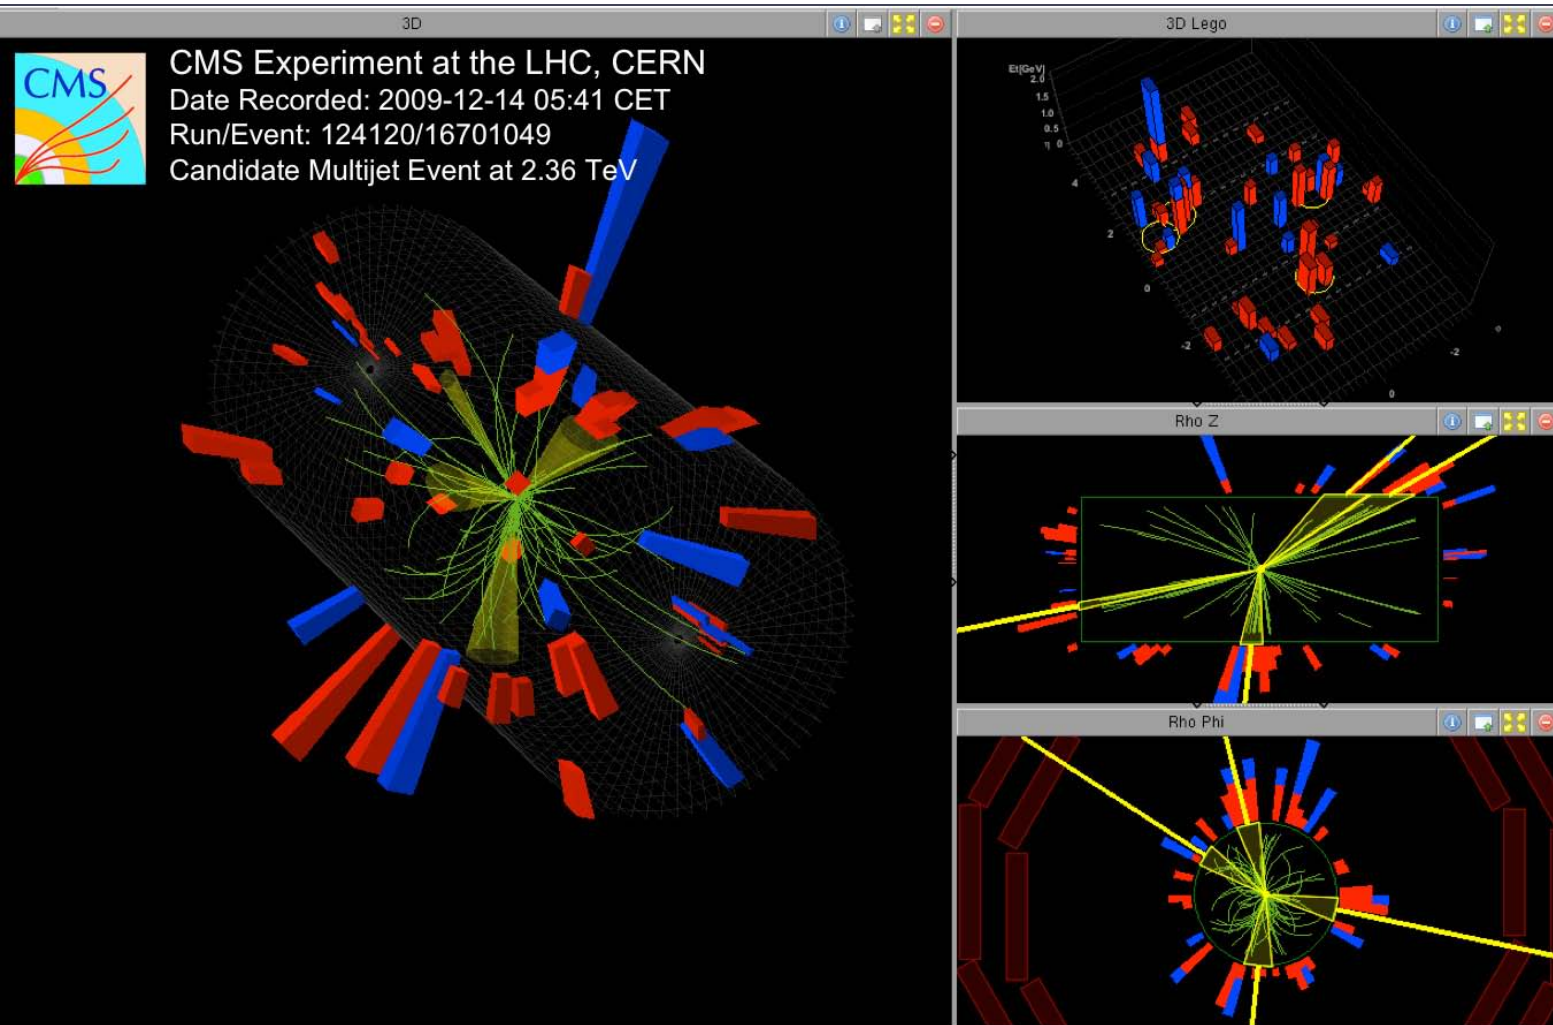 3D
CMS
CMS Experiment at the LHC, CERN
Date Recorded: 2009-12-14 05:41 CET
Run/Event: 124120/16701049
Candidate Multijet Event at 2.36 TeV
3D Lego
Et[GeV]
2.0
1.5
1.0
0.5
η 0
4
2
0
-2
-2
0
Rho Z
Rho Phi